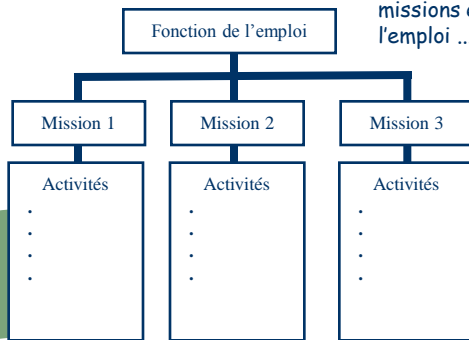 missions
l'emploi ..
Fonction de l'emploi
Mission 1 Mission 2 Mission 3
Activités Activités Activités
. . .
. . .
. . .
. . .